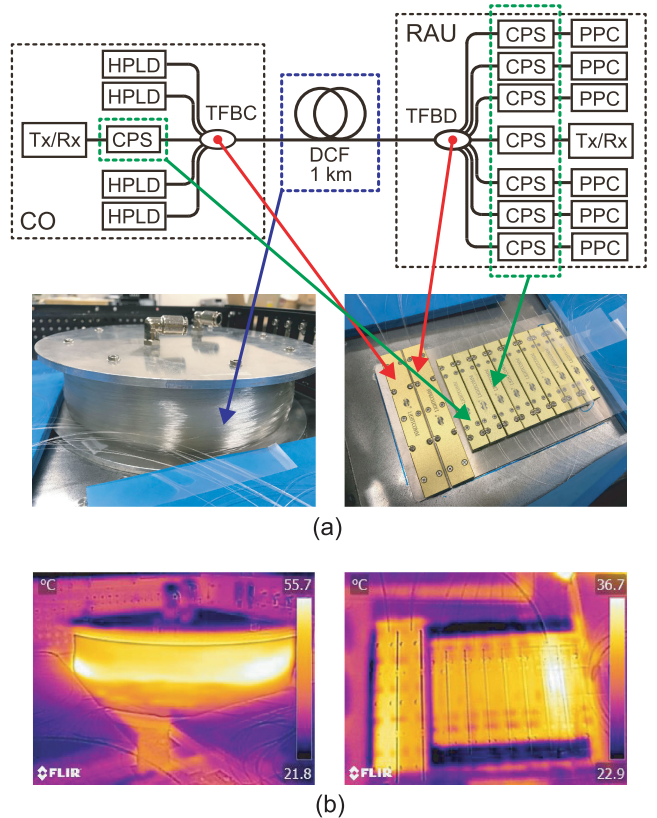 RAU
CPS PPC
HPLD CPS PPC
HPLD TFBC TFBD CPS PPC
Tx/Rx CPS CPS Tx/Rx
DCF
1 km
HPLD CPS PPC
HPLD CPS PPC
CO CPS PPC
(a)
°C 55.7 °C 36.7
FLIR 21.8 FLIR 22.9
(b)